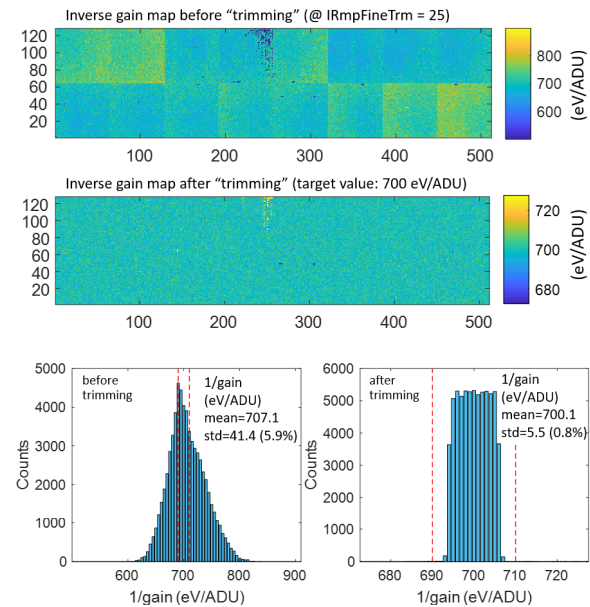 Inverse gain map before “trimming” (@ IRmpFineTrm = 25)
120
100
80
60
40
20
100
200
300
400
500
800
700
600
(eV/ADU)
Inverse gain map after “trimming” (target value: 700 eV/ADU)
120
100
80
60
40
20
100
200
300
400
500
720
700
680
(eV/ADU)
5000
4000
3000
2000
1000
0
Counts
before
trimming
1/gain
(eV/ADU)
mean=707.1
std=41.4 (5.9%)
600
700
800
900
1/gain (eV/ADU)
6000
5000
4000
3000
2000
1000
0
Counts
after
trimming
1/gain
(eV/ADU)
mean=700.1
std=5.5 (0.8%)
680
690
700
710
720
1/gain (eV/ADU)